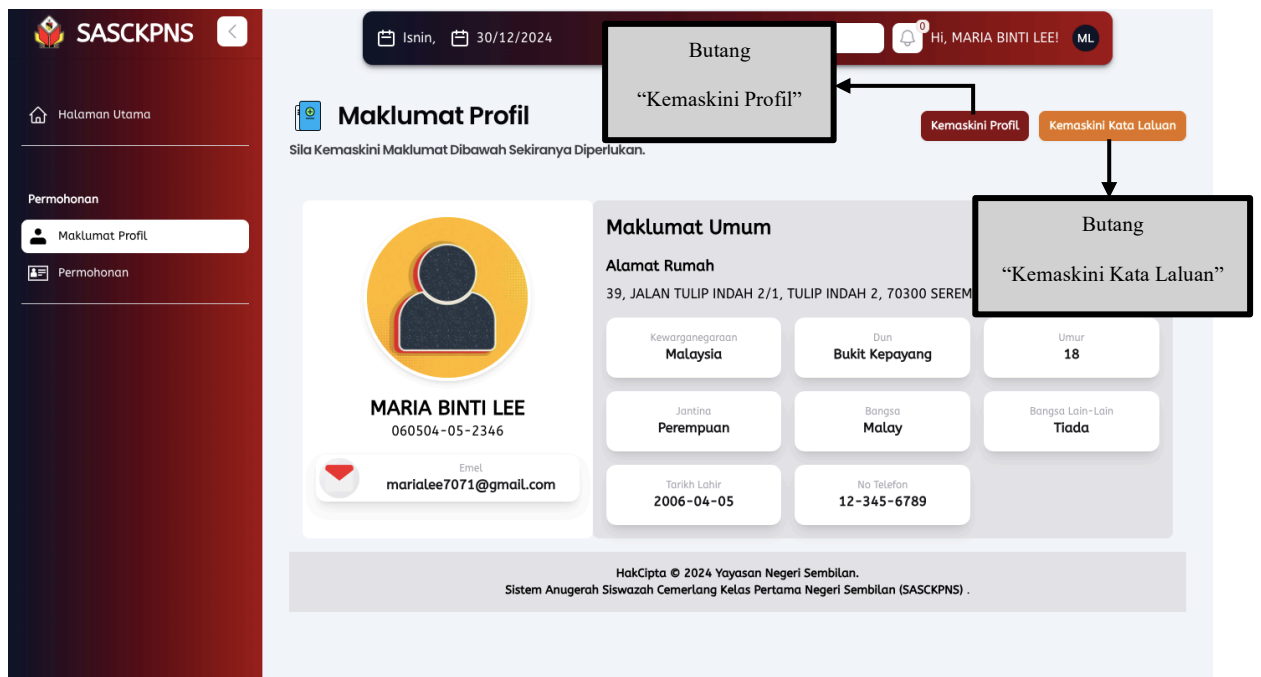 SASCKPNS
Isnin, 30/12/2024
0
Hi, MARIA BINTI LEE! ML
Butang
“Kemaskini Profil”
Halaman Utama
Maklumat Profil
Kemaskini Profil
Kemaskini Kata Laluan
Sila Kemaskini Maklumat Dibawah Sekiranya Diperlukan.
Permohonan
Maklumat Profil
Permohonan
Butang
“Kemaskini Kata Laluan”
MARIA BINTI LEE
060504-05-2346
Emel
marialee7071@gmail.com
Maklumat Umum
Alamat Rumah
39, JALAN TULIP INDAH 2/1, TULIP INDAH 2, 70300 SEREM
Kewarganegaraan
Malaysia
Dun
Bukit Kepayang
Umur
18
Jantina
Perempuan
Bangsa
Malay
Bangsa Lain-Lain
Tiada
Tarikh Lahir
2006-04-05
No Telefon
12-345-6789
HakCipta © 2024 Yayasan Negeri Sembilan.
Sistem Anugerah Siswazah Cemerlang Kelas Pertama Negeri Sembilan (SASCKPNS) .